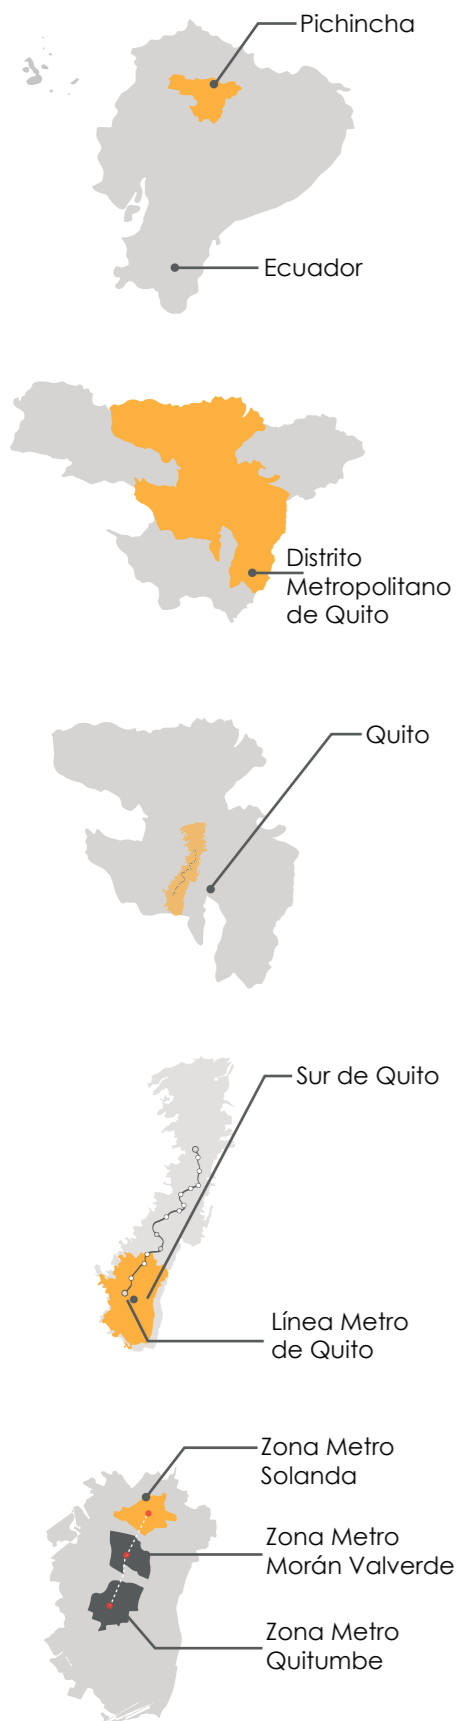 Pichincha
Ecuador
Distrito
Metropolitano
de Quito
Quito
Sur de Quito
Línea Metro
de Quito
Zona Metro
Solanda
Zona Metro
Morán Valverde
Zona Metro
Quitumbe